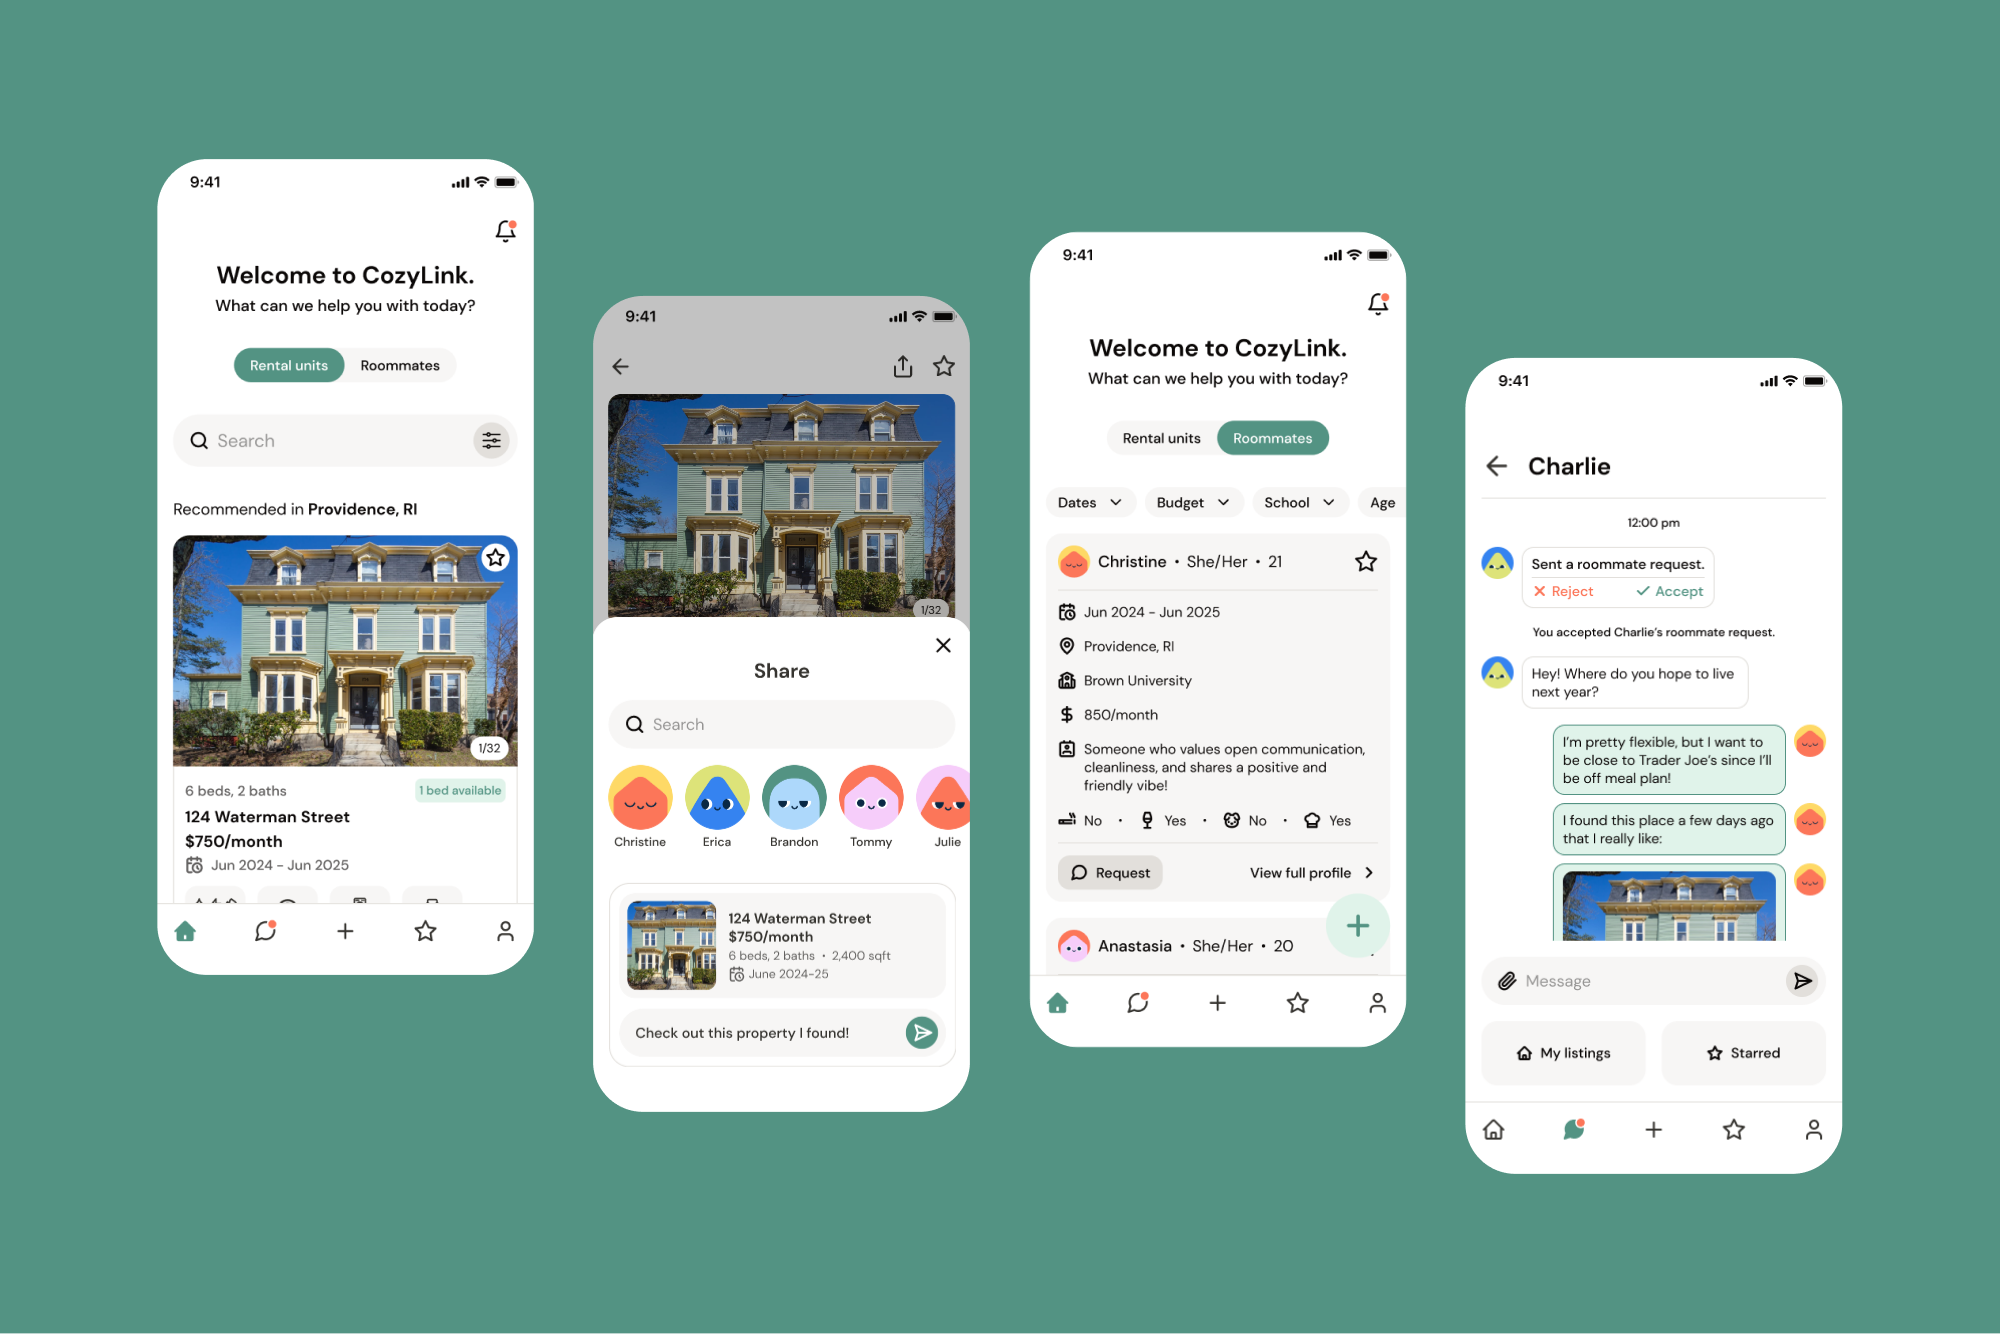 9:41
Welcome to CozyLink.
What can we help you with today?
Rental units
Roommates
Search
Recommended in Providence, RI
1/32
6 beds, 2 baths
1 bed available
124 Waterman Street
$750/month
Jun 2024 - Jun 2025
9:41
1/32
Share
Search
Christine
Erica
Brandon
Tommy
Julie
124 Waterman Street
$750/month
6 beds, 2 baths • 2,400 sqft
June 2024-25
Check out this property I found!
9:41
Welcome to CozyLink.
What can we help you with today?
Rental units
Roommates
Dates
Budget
School
Age
Christine • She/Her • 21
Jun 2024 - Jun 2025
Providence, RI
Brown University
$ 850/month
Someone who values open communication,
cleanliness, and shares a positive and
friendly vibe!
No • Yes • No • Yes
Request
View full profile
Anastasia • She/Her • 20
9:41
Charlie
12:00 pm
Sent a roommate request.
Reject
Accept
You accepted Charlie's roommate request.
Hey! Where do you hope to live
next year?
I'm pretty flexible, but I want to
be close to Trader Joe's since I'll
be off meal plan!
I found this place a few days ago
that I really like:
Message
My listings
Starred